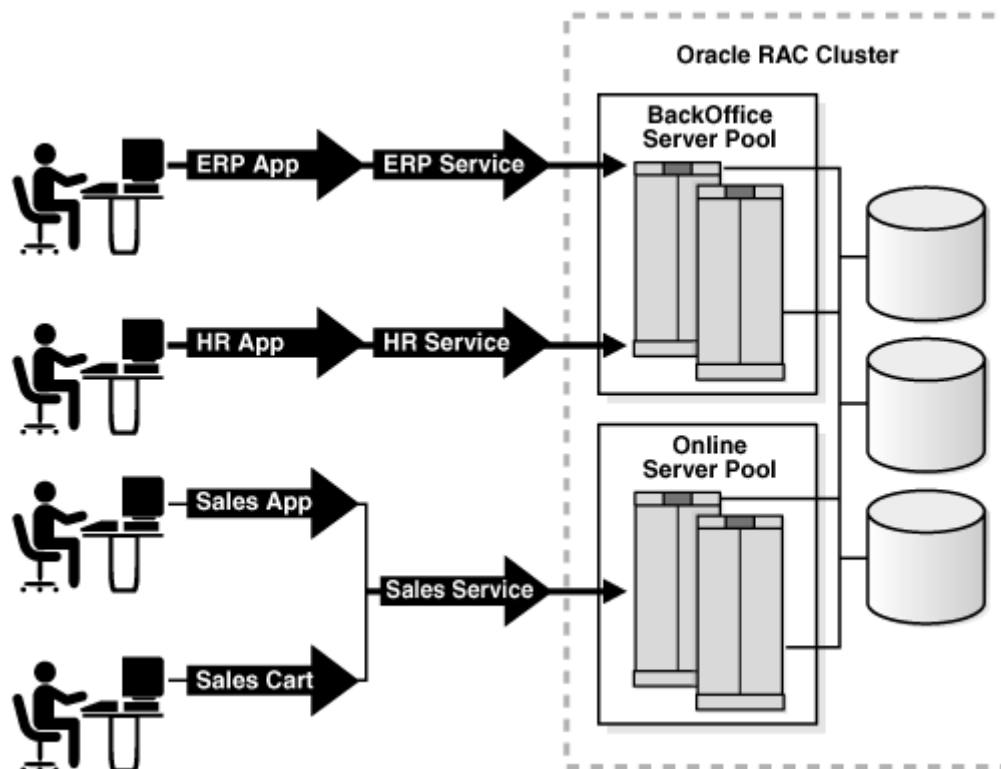 Oracle RAC Cluster
BackOffice
Server Pool
ERP App
ERP Service
HR App
HR Service
Online
Server Pool
Sales App
Sales Service
Sales Cart